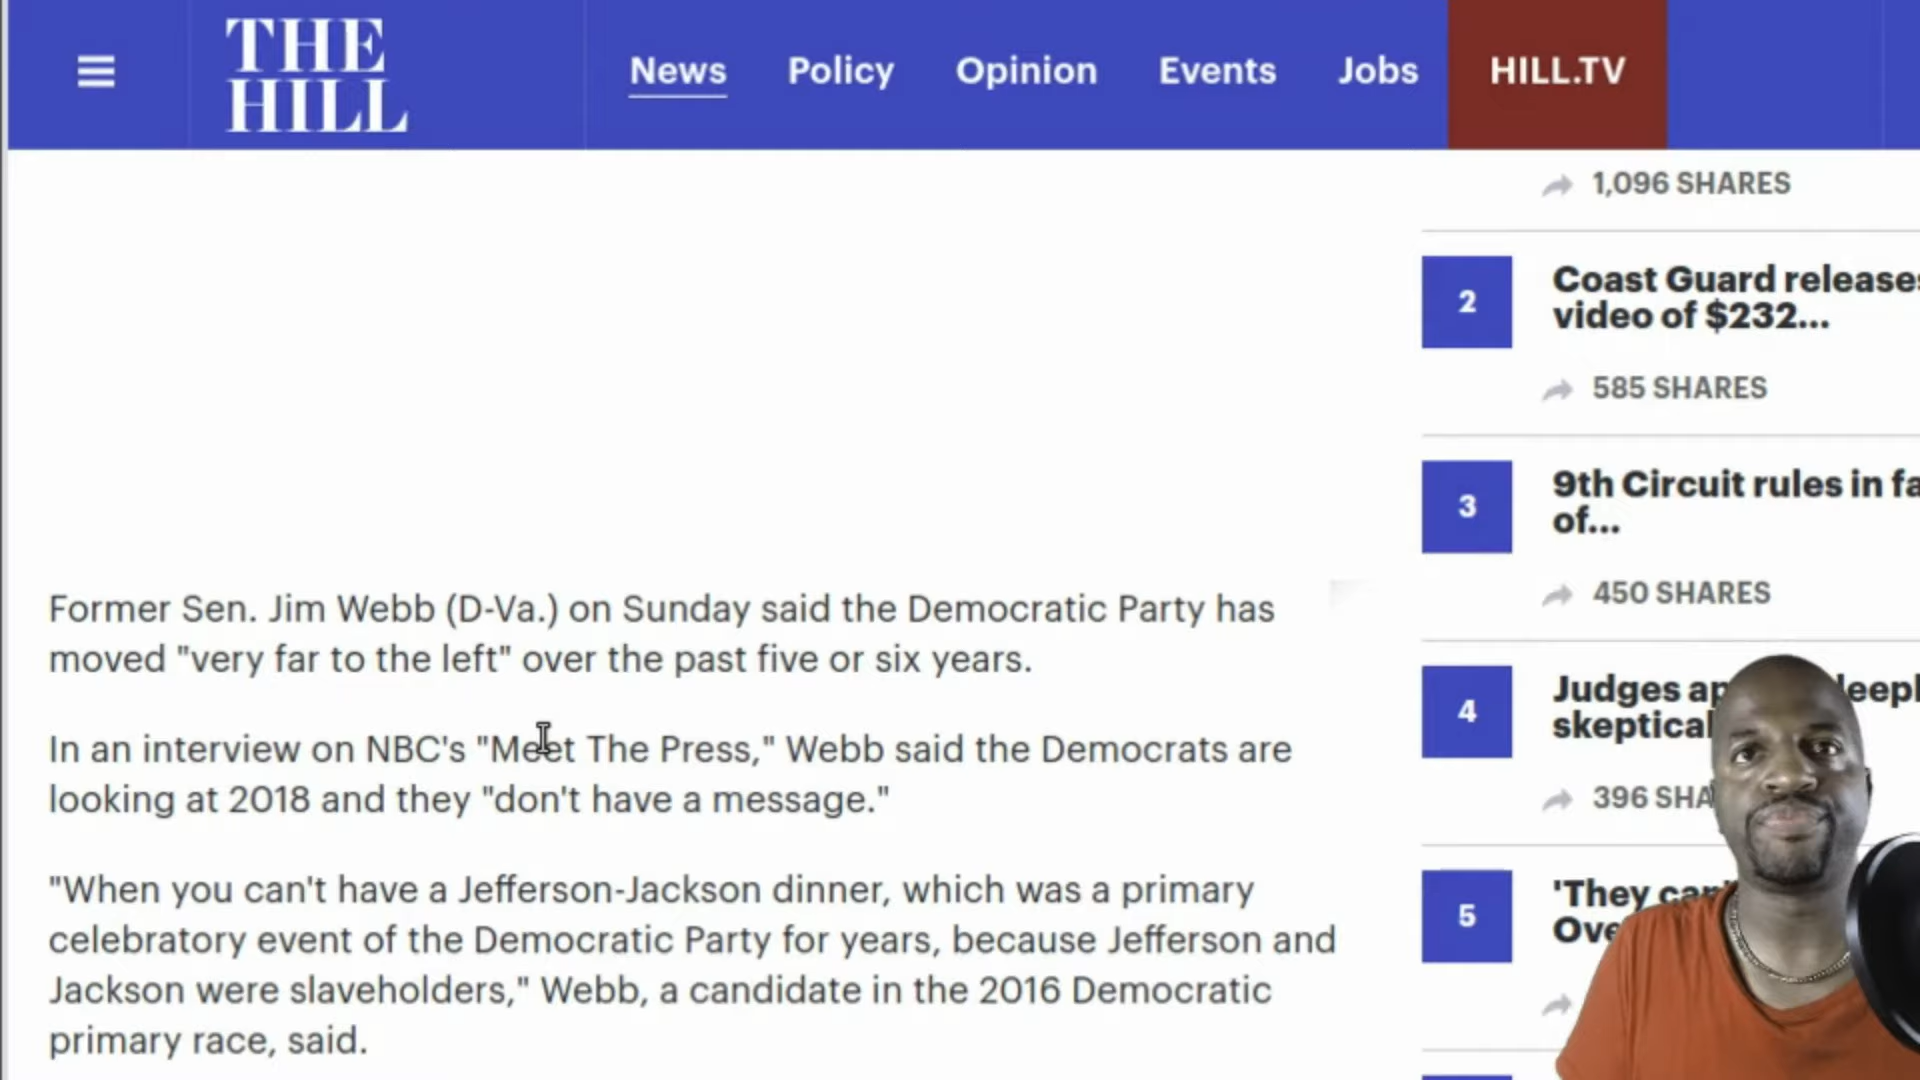 THE
HILL
News Policy Opinion Events Jobs HILL.TV
1,096 SHARES
2
Coast Guard releases
video of $232...
585 SHARES
3
9th Circuit rules in fa
of...
450 SHARES
4
Judges
skeptical
396 SHA
5
'They can
Ove
Former Sen. Jim Webb (D-Va.) on Sunday said the Democratic Party has
moved "very far to the left" over the past five or six years.
In an interview on NBC's "Meet The Press," Webb said the Democrats are
looking at 2018 and they "don't have a message."
"When you can't have a Jefferson-Jackson dinner, which was a primary
celebratory event of the Democratic Party for years, because Jefferson and
Jackson were slaveholders," Webb, a candidate in the 2016 Democratic
primary race, said.